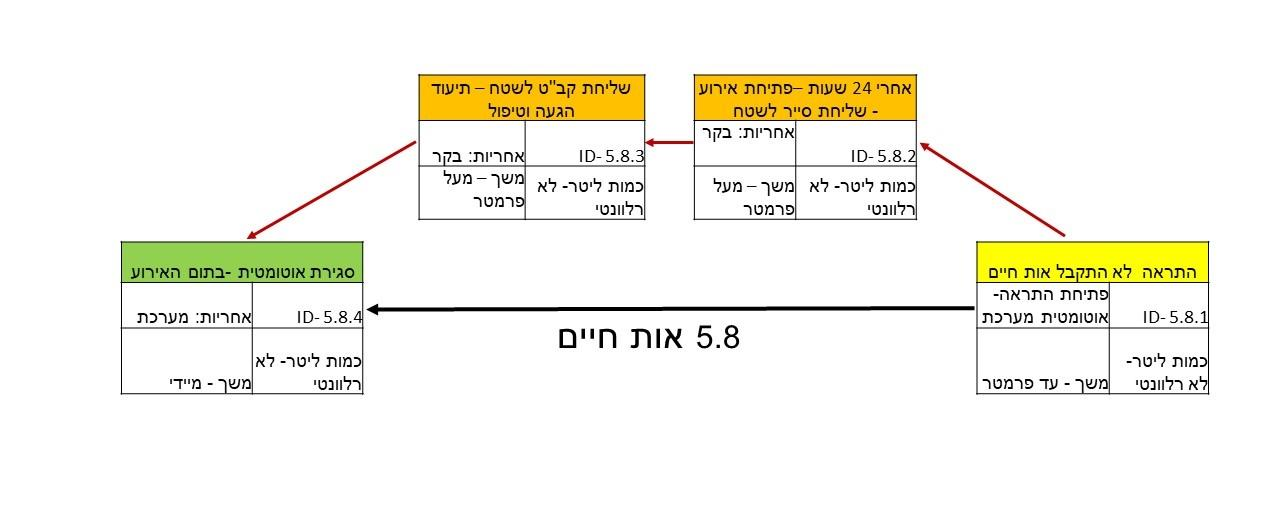 אחרי 24 שעות –פתיחת אירוע
- שליחת סייר לשטח
ID- 5.8.2
אחריות: בקר
כמות ליטר- לא
רלוונטי
משך – מעל
פרמטר
שליחת קב"ט לשטח – תיעוד
הגעה וטיפול
ID- 5.8.3
אחריות: בקר
כמות ליטר- לא
רלוונטי
משך – מעל
פרמטר
התראה לא התקבל אות חיים
ID- 5.8.1
פתיחת התראה-
אוטומטית מערכת
כמות ליטר-
לא רלוונטי
משך - עד פרמטר
5.8 אות חיים
סגירת אוטומטית -בתום האירוע
ID- 5.8.4
אחריות: מערכת
כמות ליטר- לא
רלוונטי
משך - מיידי